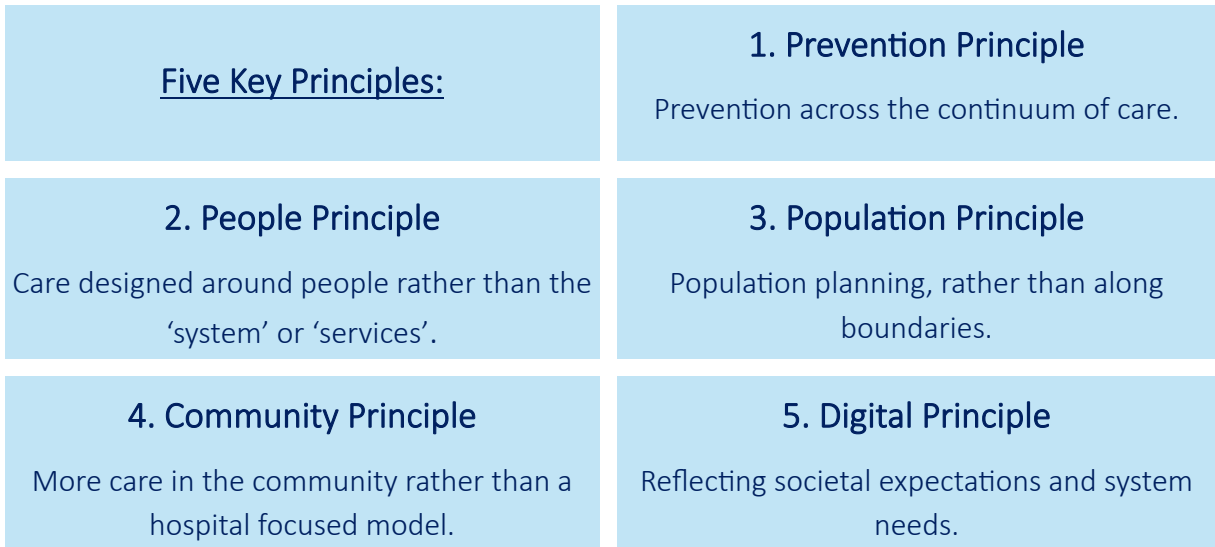 Five Key Principles:
1. Prevention Principle
Prevention across the continuum of care.
2. People Principle
Care designed around people rather than the
‘system’ or ‘services’.
3. Population Principle
Population planning, rather than along
boundaries.
4. Community Principle
More care in the community rather than a
hospital focused model.
5. Digital Principle
Reflecting societal expectations and system
needs.